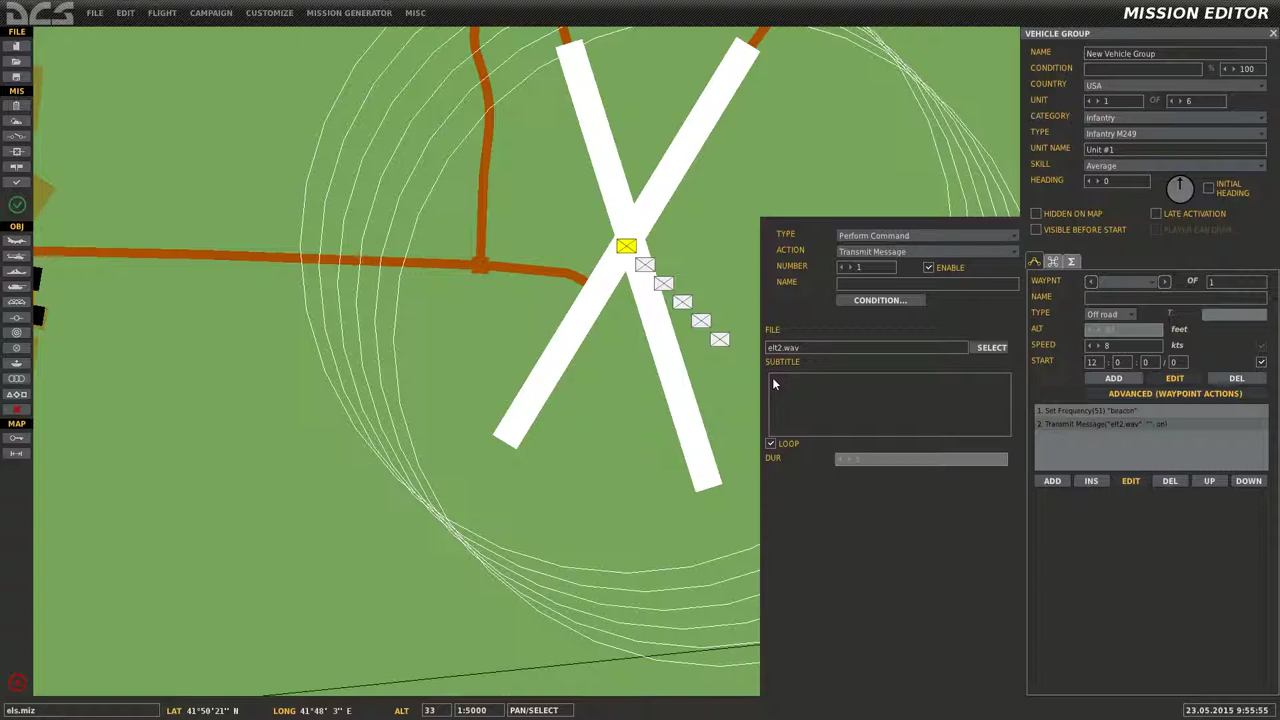 DCS FILE EDIT FLIGHT CAMPAIGN CUSTOMIZE MISSION GENERATOR MISC MISSION EDITOR
FILE
MIS
OBJ
MAP
VEHICLE GROUP
NAME New Vehicle Group
CONDITION % 100
COUNTRY USA
UNIT 1 OF 6
CATEGORY Infantry
TYPE Infantry M249
UNIT NAME Unit #1
SKILL Average
HEADING 0 INITIAL HEADING
HIDDEN ON MAP LATE ACTIVATION
VISIBLE BEFORE START PLAYER CAN DRIVE
WAYPNT OF 1
NAME
TYPE Off road T:
ALT feet
SPEED 8 kts
START 12 : 0 : 0 / 0
ADD EDIT DEL
ADVANCED (WAYPOINT ACTIONS)
1. Set Frequency(51) "beacon"
2. Transmit Message("elt2.wav" "", on)
ADD INS EDIT DEL UP DOWN
TYPE Perform Command
ACTION Transmit Message
NUMBER 1 ENABLE
NAME
CONDITION...
FILE
elt2.wav SELECT
SUBTITLE
LOOP
DUR
els.miz LAT 41°50'21" N LONG 41°48' 3" E ALT 33 1:5000 PAN/SELECT 23.05.2015 9:55:55